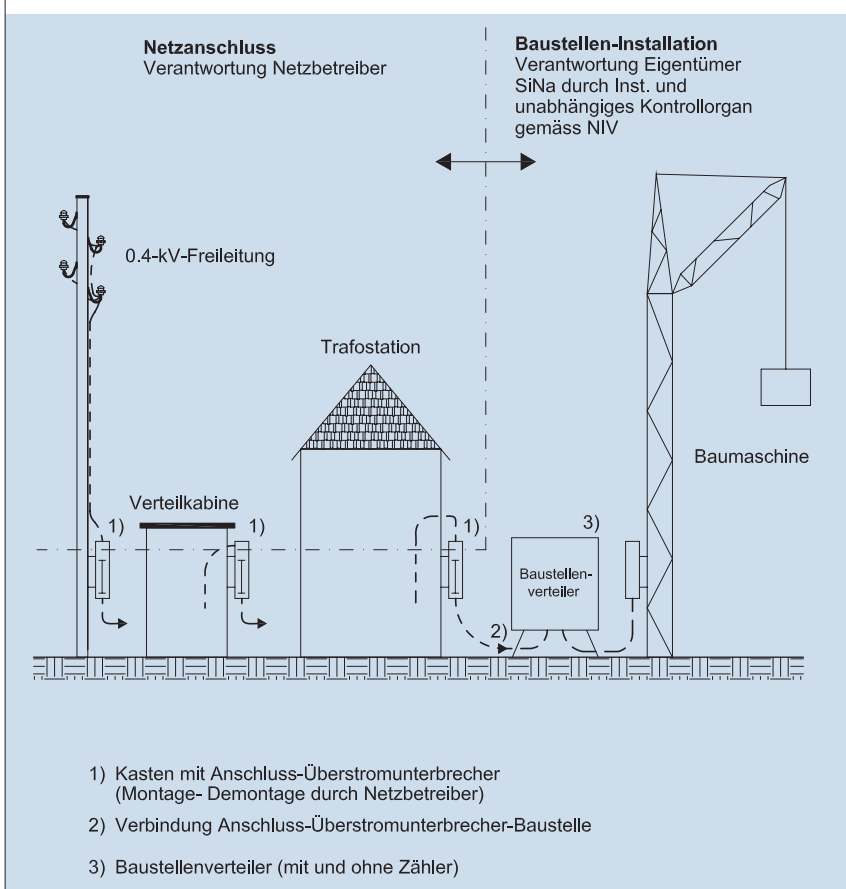 Netzanschluss
Verantwortung Netzbetreiber
Baustellen-Installation
Verantwortung Eigentümer
SiNa durch Inst. und
unabhängiges Kontrollorgan
gemäss NIV
0.4-kV-Freileitung
Trafostation
Baumaschine
Verteilkabine
1)
1)
1)
3)
Baustellen-
verteiler
2)
1) Kasten mit Anschluss-Überstromunterbrecher
(Montage- Demontage durch Netzbetreiber)
2) Verbindung Anschluss-Überstromunterbrecher-Baustelle
3) Baustellenverteiler (mit und ohne Zähler)